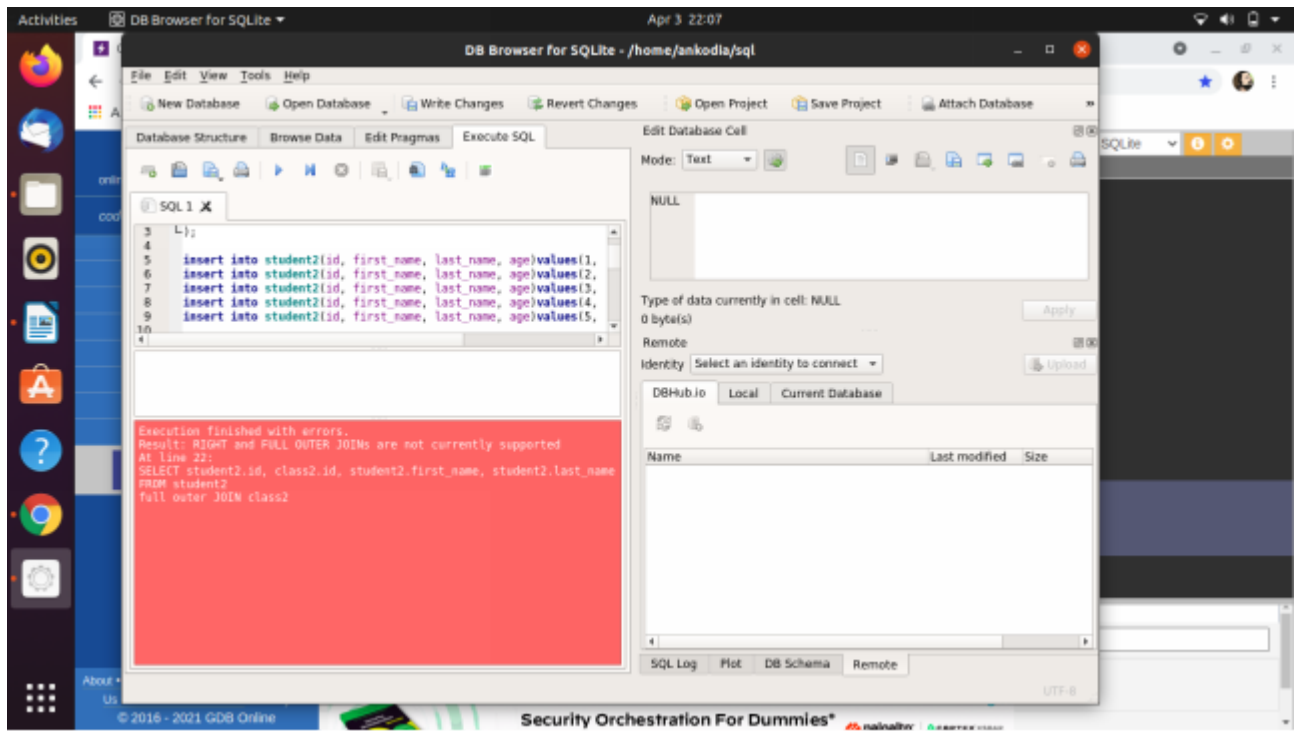 Activities DB Browser for SQLite Apr 3 22:07
DB Browser for SQLite - /home/ankodia/sql
File Edit View Tools Help
New Database Open Database Write Changes Revert Changes Open Project Save Project Attach Database »
Database Structure Browse Data Edit Pragmas Execute SQL
SQL 1
3 );
4
5 insert into student2(id, first_name, last_name, age)values(1,
6 insert into student2(id, first_name, last_name, age)values(2,
7 insert into student2(id, first_name, last_name, age)values(3,
8 insert into student2(id, first_name, last_name, age)values(4,
9 insert into student2(id, first_name, last_name, age)values(5,
10
Execution finished with errors.
Result: RIGHT and FULL OUTER JOINs are not currently supported
At line 22:
SELECT student2.id, class2.id, student2.first_name, student2.last_name
FROM student2
full outer JOIN class2
Edit Database Cell
Mode: Text
NULL
Type of data currently in cell: NULL
0 byte(s)
Apply
Remote
Identity Select an identity to connect Upload
DBHub.io Local Current Database
Name Last modified Size
SQL Log Plot DB Schema Remote
UTF-8
SQLite
onlin
cod
About •
Us
© 2016 - 2021 GDB Online
Security Orchestration For Dummies*
paloalto